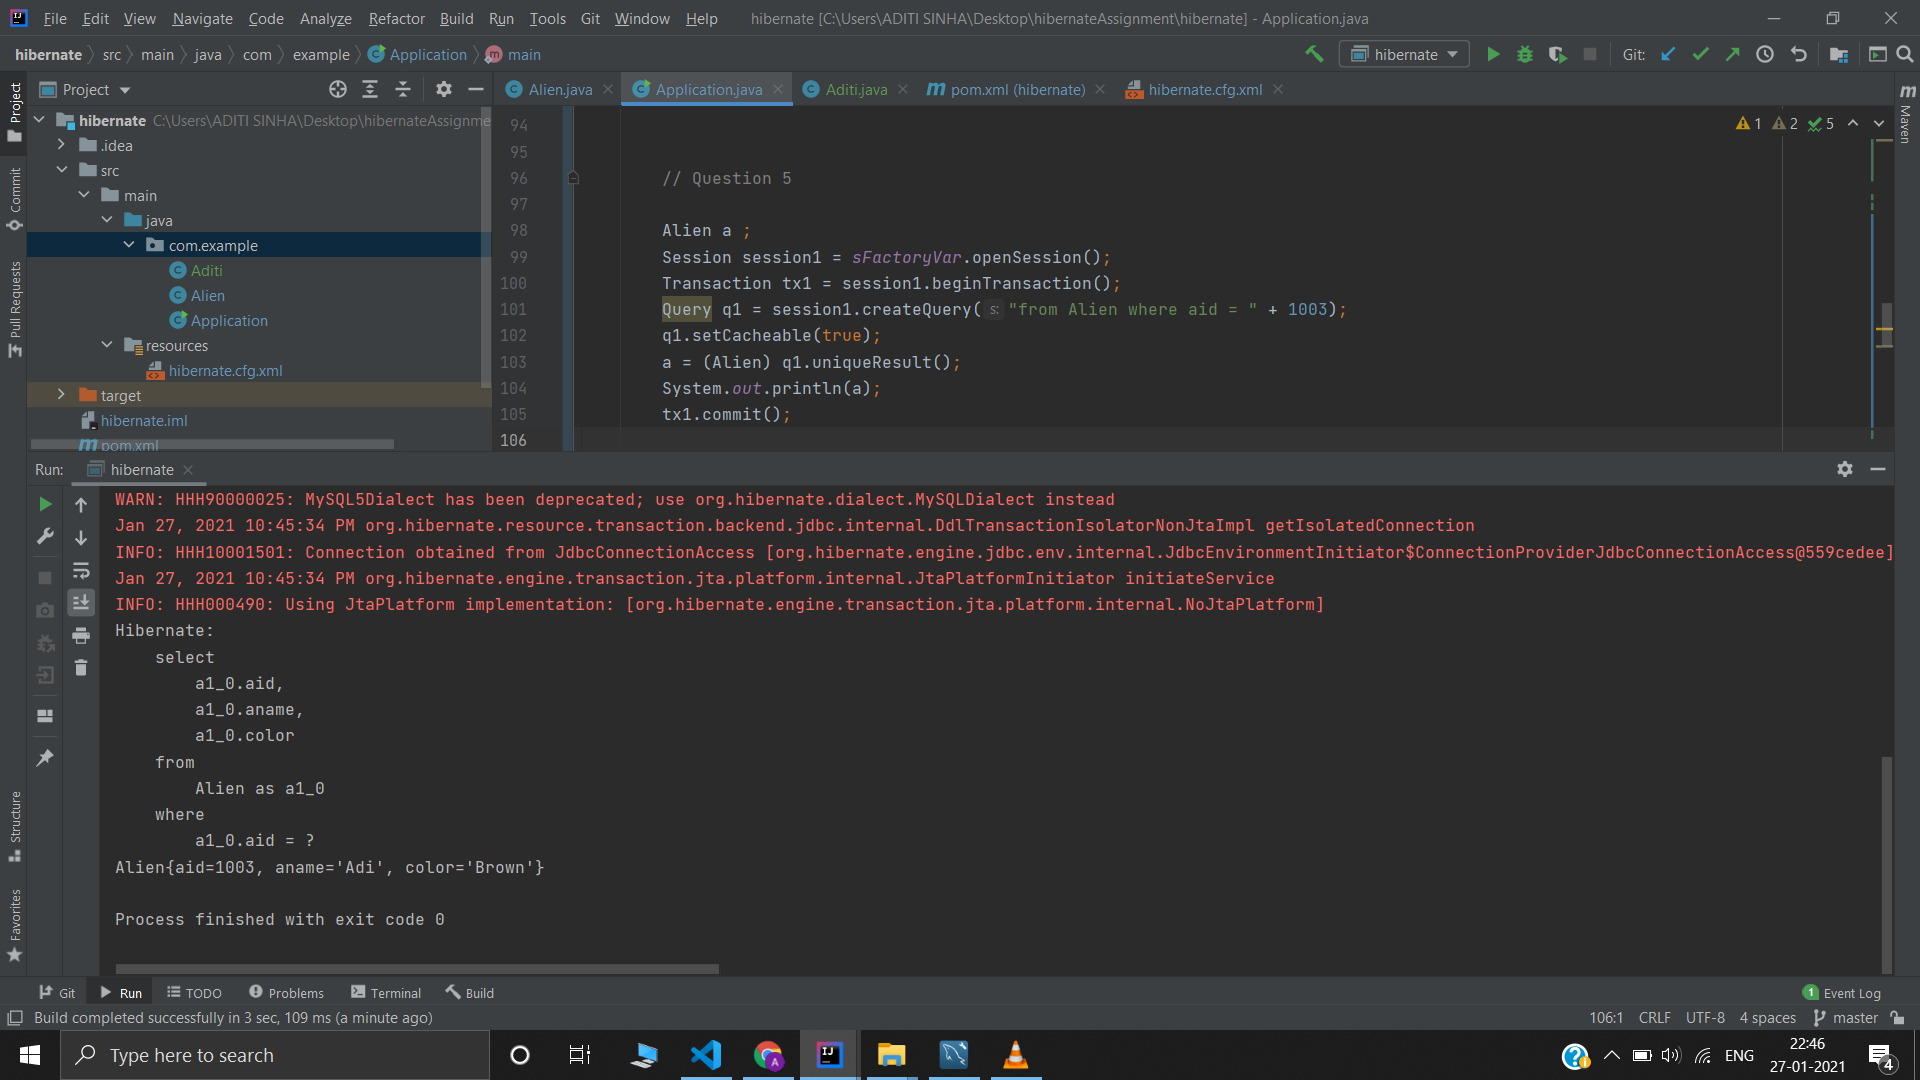 File Edit View Navigate Code Analyze Refactor Build Run Tools Git Window Help hibernate [C:\Users\ADITI SINHA\Desktop\hibernateAssignment\hibernate] - Application.java
hibernate src main java com example Application main hibernate Git:
Project Alien.java Application.java Aditi.java pom.xml (hibernate) hibernate.cfg.xml
hibernate C:\Users\ADITI SINHA\Desktop\hibernateAssignme
.idea
src
main
java
com.example
Aditi
Alien
Application
resources
hibernate.cfg.xml
target
hibernate.iml
pom.xml
Project
Commit
Pull Requests
Structure
Favorites
Maven
1 2 5
94
95
96 // Question 5
97
98 Alien a ;
99 Session session1 = sFactoryVar.openSession();
100 Transaction tx1 = session1.beginTransaction();
101 Query q1 = session1.createQuery( s: "from Alien where aid = " + 1003);
102 q1.setCacheable(true);
103 a = (Alien) q1.uniqueResult();
104 System.out.println(a);
105 tx1.commit();
106
Run: hibernate
WARN: HHH90000025: MySQL5Dialect has been deprecated; use org.hibernate.dialect.MySQLDialect instead
Jan 27, 2021 10:45:34 PM org.hibernate.resource.transaction.backend.jdbc.internal.DdlTransactionIsolatorNonJtaImpl getIsolatedConnection
INFO: HHH10001501: Connection obtained from JdbcConnectionAccess [org.hibernate.engine.jdbc.env.internal.JdbcEnvironmentInitiator$ConnectionProviderJdbcConnectionAccess@559cedee]
Jan 27, 2021 10:45:34 PM org.hibernate.engine.transaction.jta.platform.internal.JtaPlatformInitiator initiateService
INFO: HHH000490: Using JtaPlatform implementation: [org.hibernate.engine.transaction.jta.platform.internal.NoJtaPlatform]
Hibernate:
select
a1_0.aid,
a1_0.aname,
a1_0.color
from
Alien as a1_0
where
a1_0.aid = ?
Alien{aid=1003, aname='Adi', color='Brown'}
Process finished with exit code 0
Git Run TODO Problems Terminal Build 1 Event Log
Build completed successfully in 3 sec, 109 ms (a minute ago) 106:1 CRLF UTF-8 4 spaces master
Type here to search ENG 22:46
27-01-2021
4